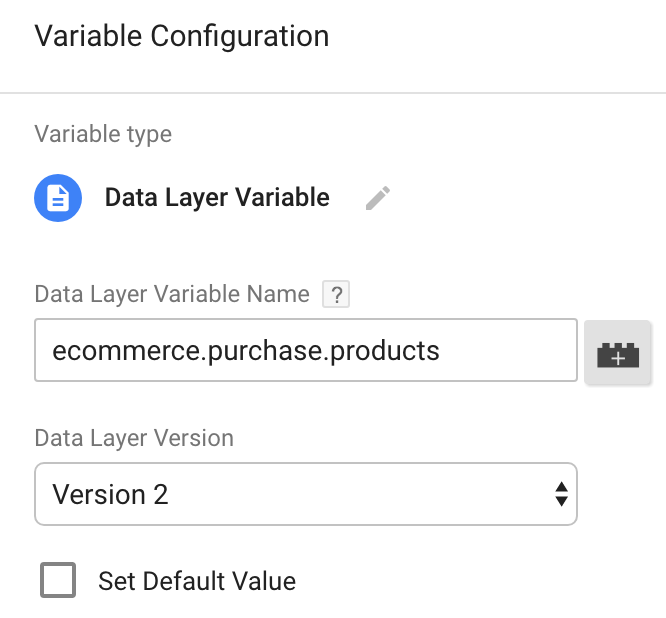 Variable Configuration
Variable type
Data Layer Variable
Data Layer Variable Name ?
ecommerce.purchase.products
Data Layer Version
Version 2
Set Default Value